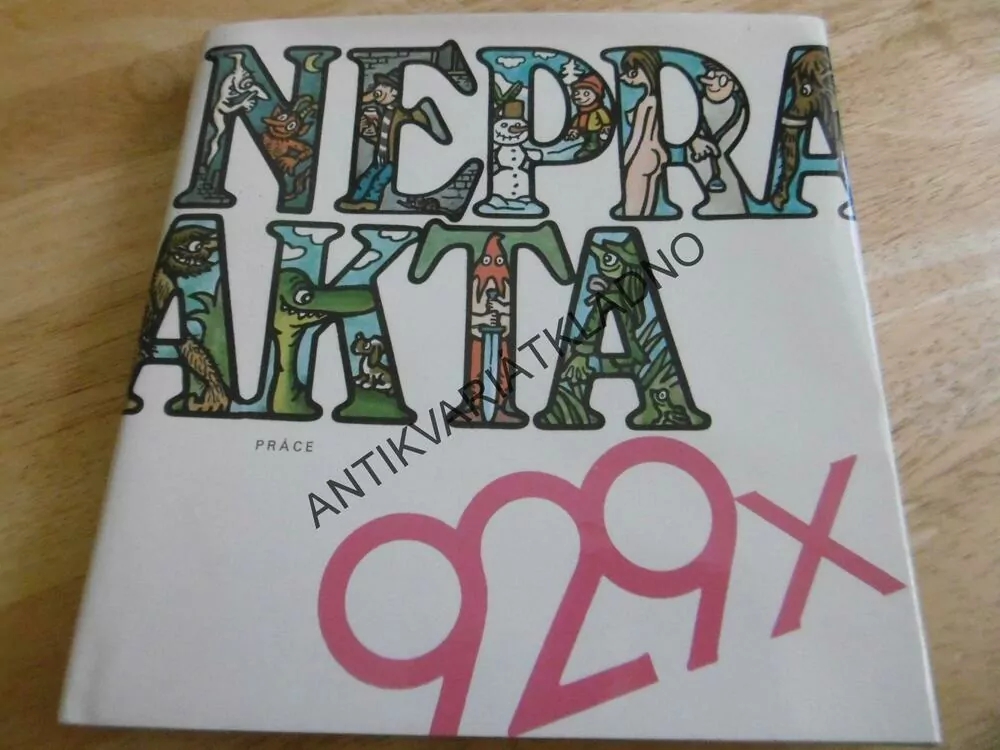 NEPRA
AKTA
PRÁCE
929x
ANTIKVARIÁTKLADNO